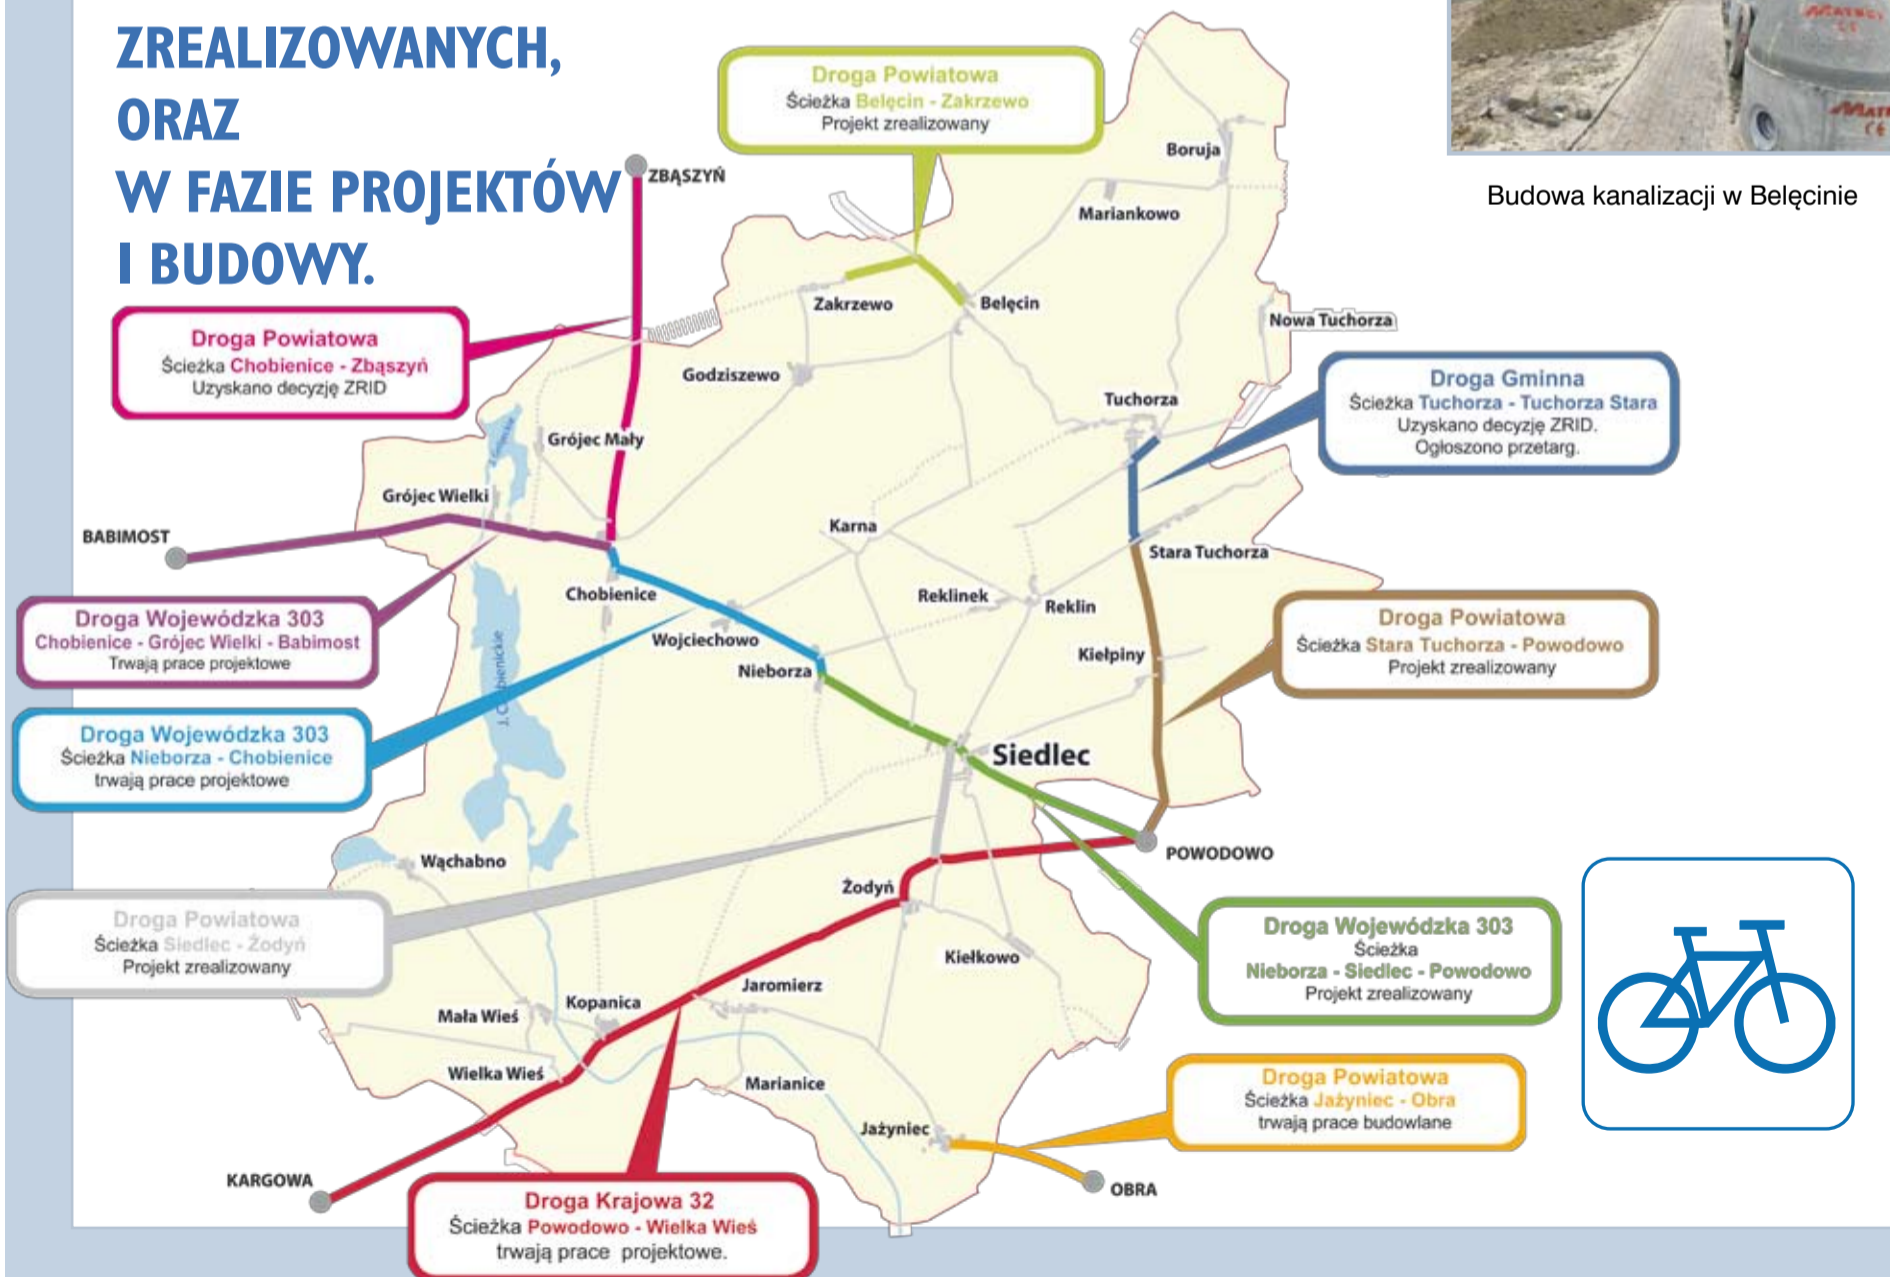 ZREALIZOWANYCH,
ORAZ
W FAZIE PROJEKTÓW
I BUDOWY.
Budowa kanalizacji w Belęcinie
Droga Powiatowa
Ścieżka Belęcin - Zakrzewo
Projekt zrealizowany
ZBĄSZYŃ
Boruja
Mariankowo
Zakrzewo
Belęcin
Nowa Tuchorza
Droga Powiatowa
Ścieżka Chobienice - Zbąszyń
Uzyskano decyzję ZRID
Godziszewo
Tuchorza
Droga Gminna
Ścieżka Tuchorza - Tuchorza Stara
Uzyskano decyzję ZRID.
Ogłoszono przetarg.
Grójec Mały
Grójec Wielki
BABIMOST
Karna
Stara Tuchorza
Chobienice
Reklinek
Reklin
Droga Wojewódzka 303
Chobienice - Grójec Wielki - Babimost
Trwają prace projektowe
Wojciechowo
Nieborza
Kiełpiny
Droga Powiatowa
Ścieżka Stara Tuchorza - Powodowo
Projekt zrealizowany
J. Chobienickie
Droga Wojewódzka 303
Ścieżka Nieborza - Chobienice
trwają prace projektowe
Siedlec
POWODOWO
Wąchabno
Żodyń
Droga Powiatowa
Ścieżka Siedlec - Żodyń
Projekt zrealizowany
Kiełkowo
Droga Wojewódzka 303
Ścieżka
Nieborza - Siedlec - Powodowo
Projekt zrealizowany
Jaromierz
Kopanica
Mała Wieś
Wielka Wieś
Marianice
Droga Powiatowa
Ścieżka Jażyniec - Obra
trwają prace budowlane
Jażyniec
KARGOWA
OBRA
Droga Krajowa 32
Ścieżka Powodowo - Wielka Wieś
trwają prace projektowe.